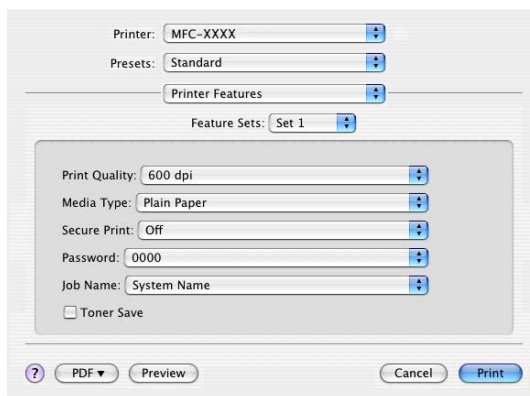 Printer: MFC-XXXX
Presets: Standard
Printer Features
Feature Sets: Set 1
Print Quality: 600 dpi
Media Type: Plain Paper
Secure Print: Off
Password: 0000
Job Name: System Name
Toner Save
? PDF ▼ Preview Cancel Print